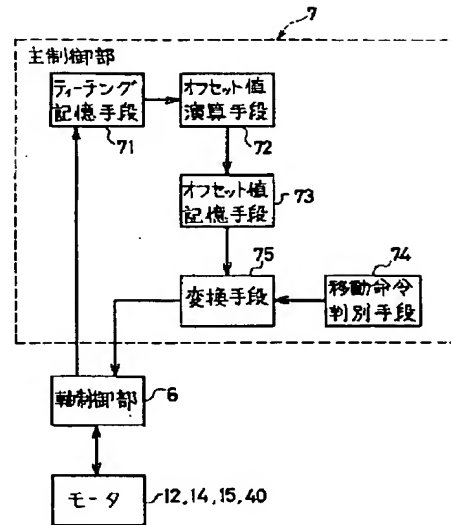 7
主制御部
ティーチング
記憶手段
71
オフセット値
演算手段
72
オフセット値
記憶手段
73
変換手段
75
移動命令
判別手段
74
軸制御部
6
モータ
12,14,15,40